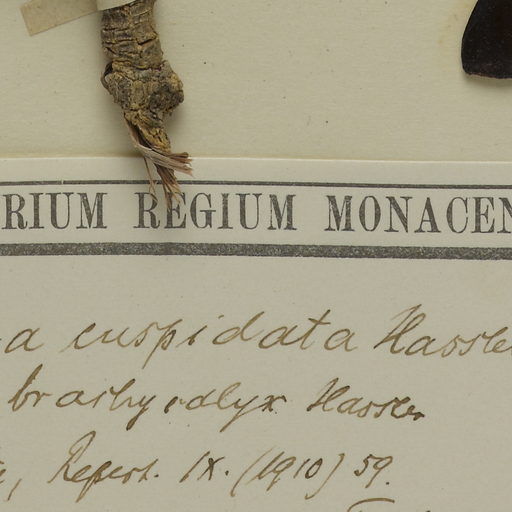 RIUM REGIUM MONACEN
a cuspidata Hassler
brachycalyx Hassler
Repert. IX. (1910) 59.